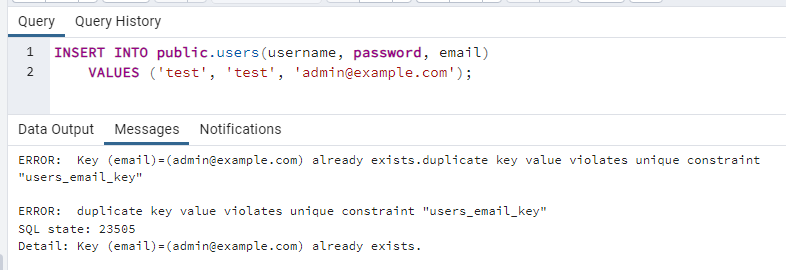 Query Query History
1 INSERT INTO public.users(username, password, email)
2 VALUES ('test', 'test', 'admin@example.com');
Data Output Messages Notifications
ERROR:  Key (email)=(admin@example.com) already exists.duplicate key value violates unique constraint
"users_email_key"
ERROR:  duplicate key value violates unique constraint "users_email_key"
SQL state: 23505
Detail: Key (email)=(admin@example.com) already exists.